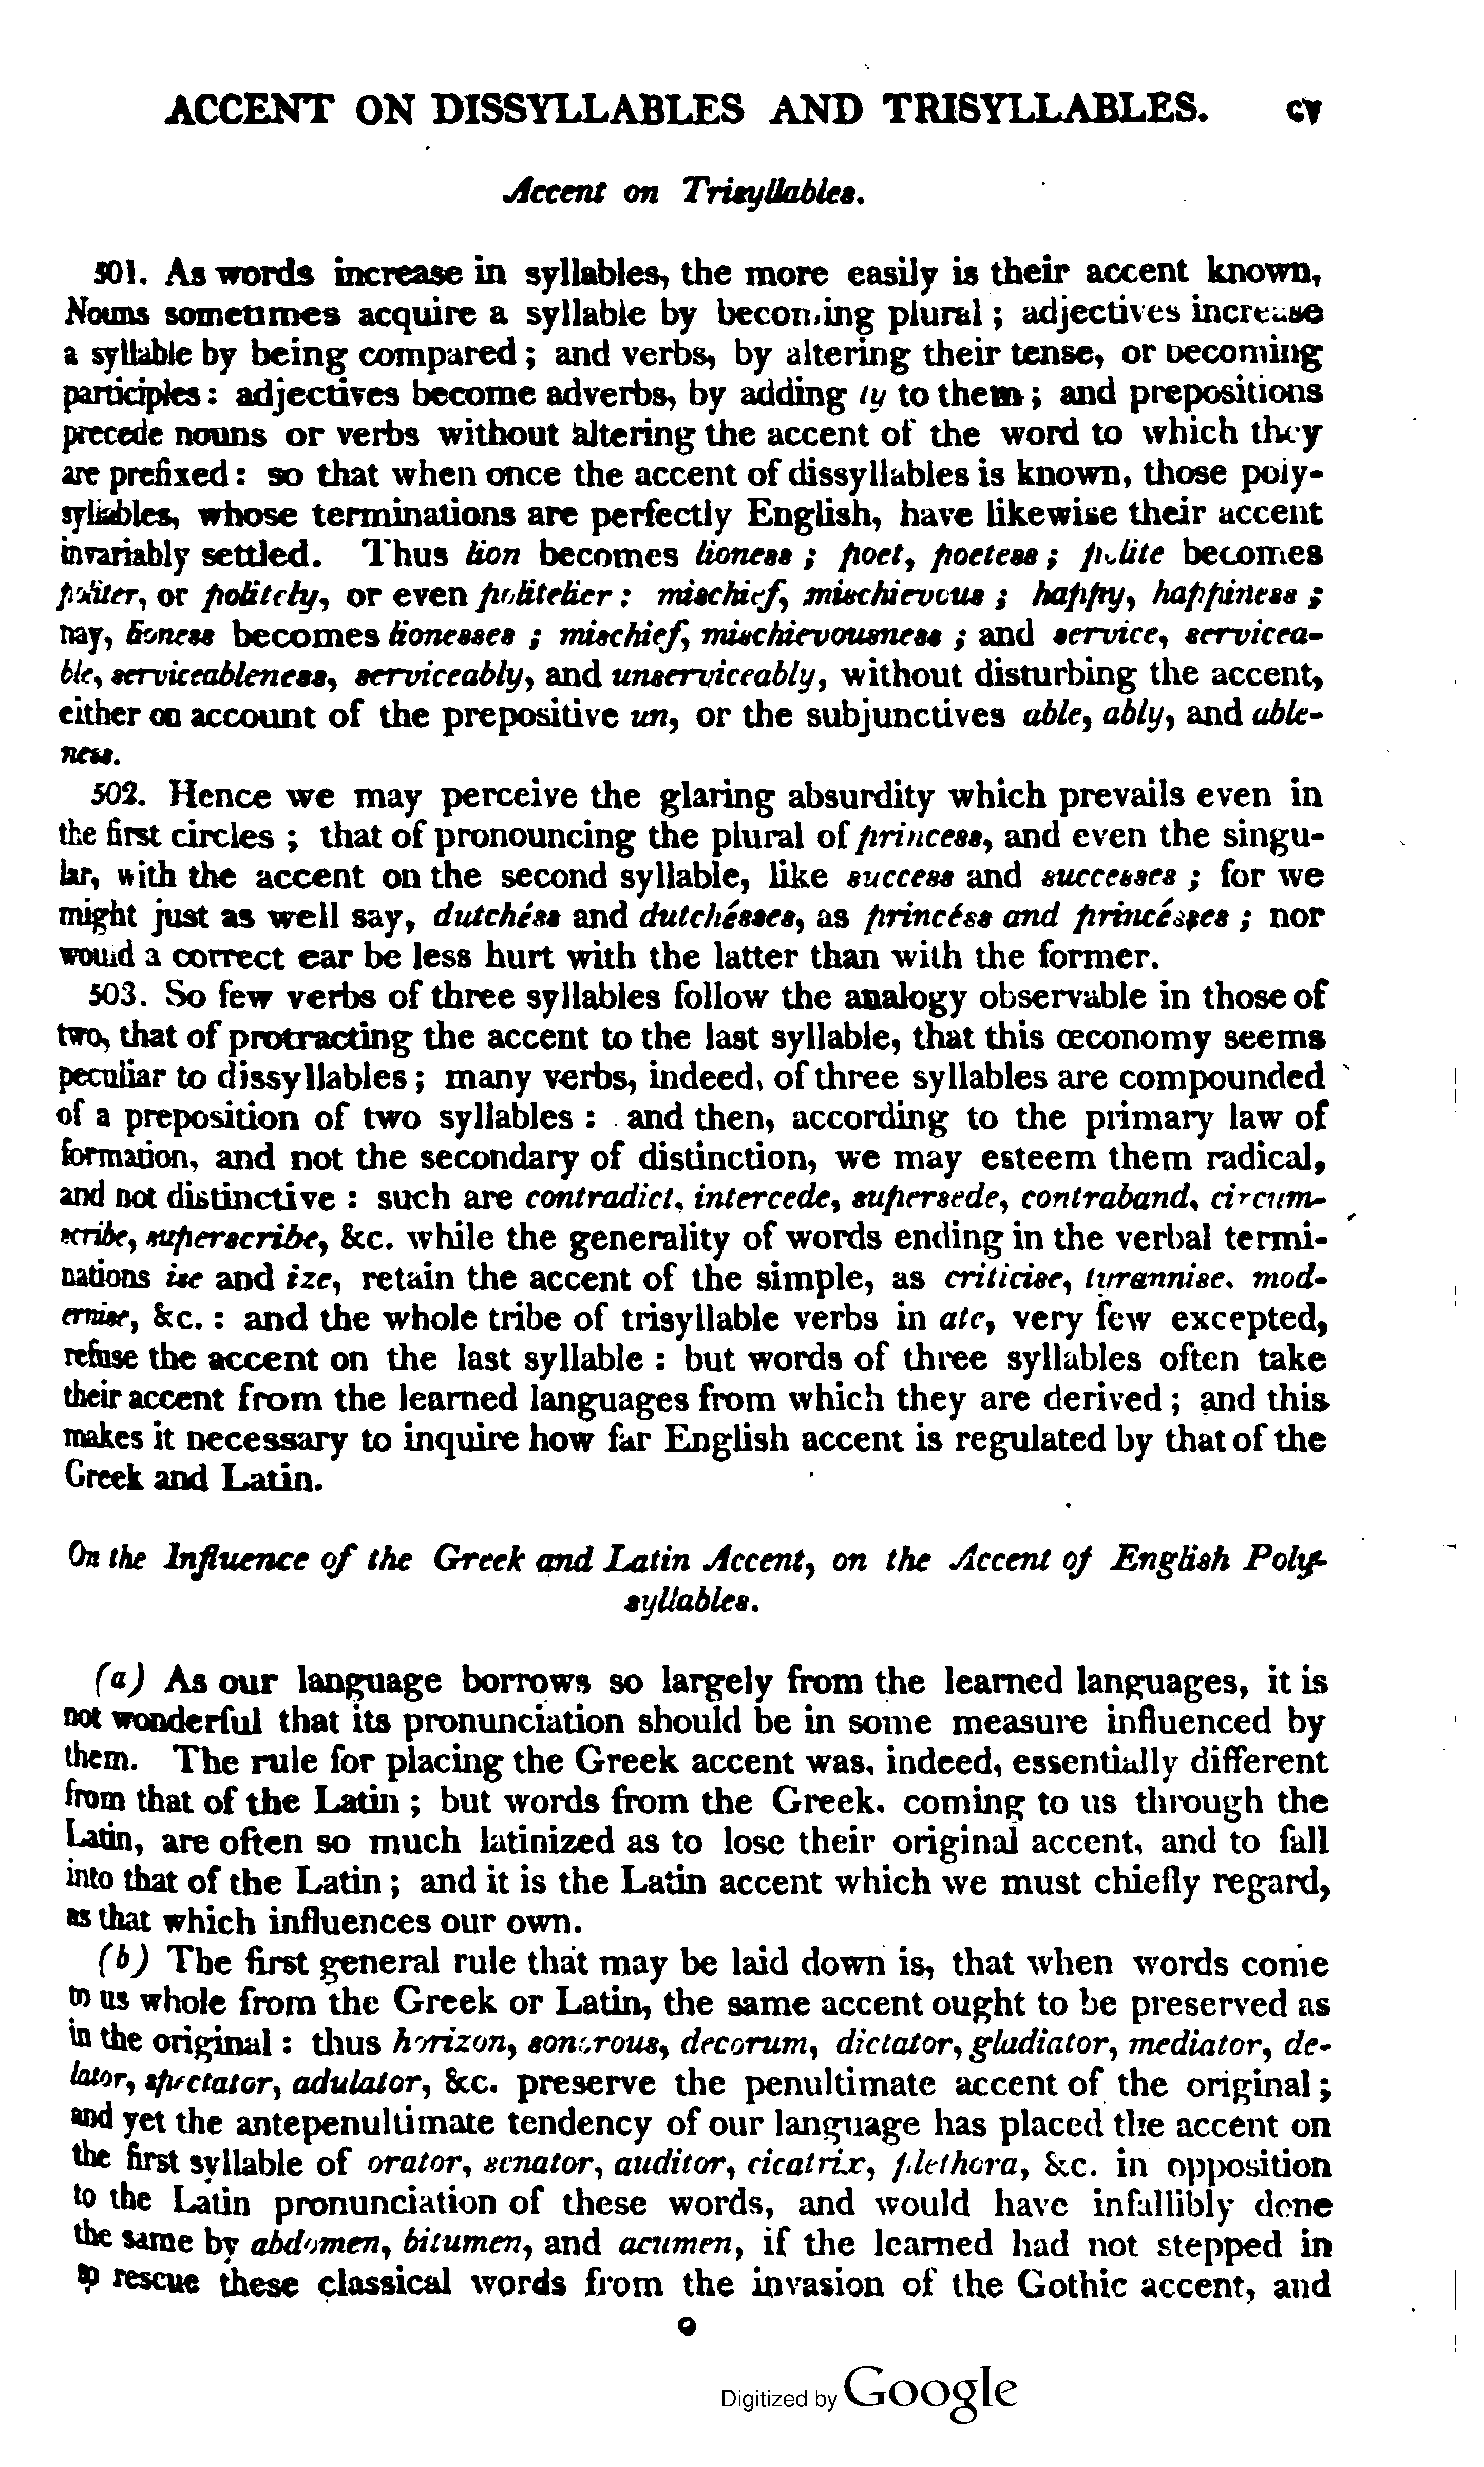 ACCENT ON DISSYLLABLES AND TRISYLLABLES. cv
Accent on Trisyllables.
501. As words increase in syllables, the more easily is their accent known,
Nouns sometimes acquire a syllable by becoming plural ; adjectives increase
a syllable by being compared ; and verbs, by altering their tense, or becoming
participles : adjectives become adverbs, by adding ly to them ; and prepositions
precede nouns or verbs without altering the accent of the word to which they
are prefixed : so that when once the accent of dissyllables is known, those poly-
syllables, whose terminations are perfectly English, have likewise their accent
invariably settled. Thus lion becomes lioness ; poet, poetess ; polite becomes
politer, or politely, or even politelier : mischief, mischievous ; happy, happiness ;
nay, lioness becomes lionesses ; mischief, mischievousness ; and service, servicea-
ble, serviceableness, serviceably, and unserviceably, without disturbing the accent,
either on account of the prepositive un, or the subjunctives able, ably, and able-
ness.
502. Hence we may perceive the glaring absurdity which prevails even in
the first circles ; that of pronouncing the plural of princess, and even the singu-
lar, with the accent on the second syllable, like success and successes ; for we
might just as well say, dutchéss and dutchésses, as princéss and princésses ; nor
would a correct ear be less hurt with the latter than with the former.
503. So few verbs of three syllables follow the analogy observable in those of
two, that of protracting the accent to the last syllable, that this œconomy seems
peculiar to dissyllables ; many verbs, indeed, of three syllables are compounded
of a preposition of two syllables : and then, according to the primary law of
formation, and not the secondary of distinction, we may esteem them radical,
and not distinctive : such are contradict, intercede, supersede, contraband, circum-
scribe, superscribe, &c. while the generality of words ending in the verbal termi-
nations ise and ize, retain the accent of the simple, as criticise, tyrannise, mod-
ernise, &c. : and the whole tribe of trisyllable verbs in ate, very few excepted,
refuse the accent on the last syllable : but words of three syllables often take
their accent from the learned languages from which they are derived ; and this
makes it necessary to inquire how far English accent is regulated by that of the
Greek and Latin.
On the Influence of the Greek and Latin Accent, on the Accent of English Poly-
syllables.
(a) As our language borrows so largely from the learned languages, it is
not wonderful that its pronunciation should be in some measure influenced by
them. The rule for placing the Greek accent was, indeed, essentially different
from that of the Latin ; but words from the Greek, coming to us through the
Latin, are often so much latinized as to lose their original accent, and to fall
into that of the Latin ; and it is the Latin accent which we must chiefly regard,
as that which influences our own.
(b) The first general rule that may be laid down is, that when words come
to us whole from the Greek or Latin, the same accent ought to be preserved as
in the original : thus horizon, sonorous, decorum, dictator, gladiator, mediator, de-
lator, spectator, adulator, &c. preserve the penultimate accent of the original ;
and yet the antepenultimate tendency of our language has placed the accent on
the first syllable of orator, senator, auditor, cicatrix, plethora, &c. in opposition
to the Latin pronunciation of these words, and would have infallibly done
the same by abdomen, bitumen, and acumen, if the learned had not stepped in
to rescue these classical words from the invasion of the Gothic accent, and
o
Digitized by Google